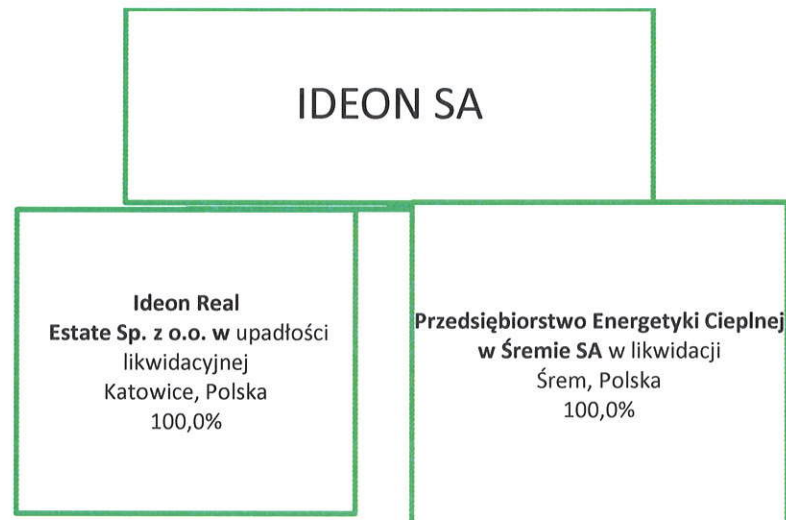 IDEON SA
Ideon Real
Estate Sp. z o.o. w upadłości
likwidacyjnej
Katowice, Polska
100,0%
Przedsiębiorstwo Energetyki Cieplnej
w Śremie SA w likwidacji
Śrem, Polska
100,0%